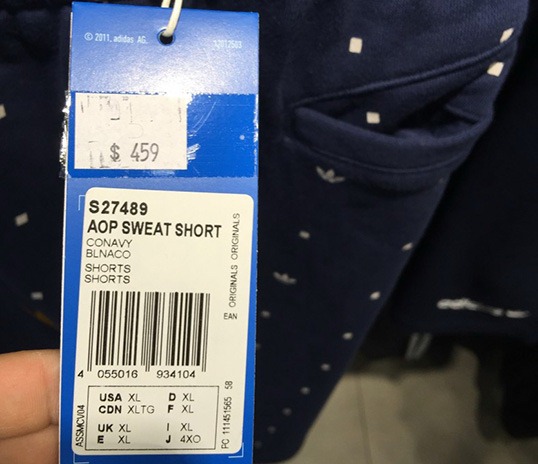 © 2011, adidas AG.
$ 459
S27489
AOP SWEAT SHORT
CONAVY
BLNACO
SHORTS
SHORTS
ORIGINALS ORIGINALS
EAN
4 055016 934104
USA XL D XL
CDN XLTG F XL
UK XL I XL
E XL J 4XO
ASSMCV04
PC 111451565 58